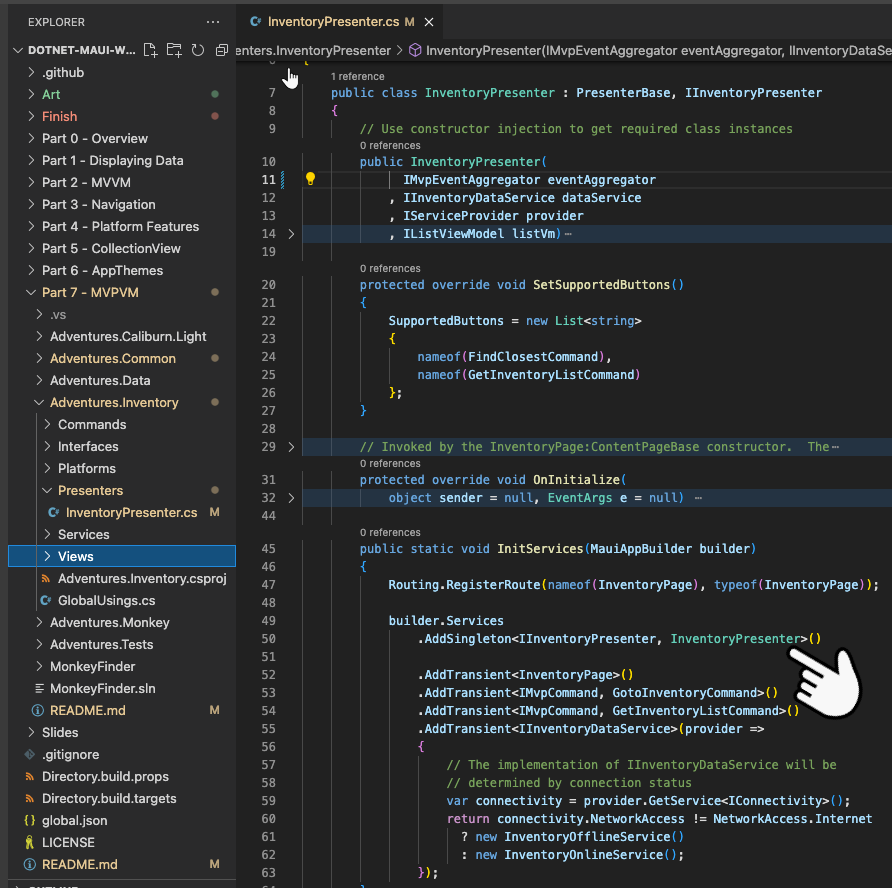 EXPLORER
DOTNET-MAUI-W...
.github
Art
Finish
Part 0 - Overview
Part 1 - Displaying Data
Part 2 - MVVM
Part 3 - Navigation
Part 4 - Platform Features
Part 5 - CollectionView
Part 6 - AppThemes
Part 7 - MVPVM
.vs
Adventures.Caliburn.Light
Adventures.Common
Adventures.Data
Adventures.Inventory
Commands
Interfaces
Platforms
Presenters
InventoryPresenter.cs M
Services
Views
Adventures.Inventory.csproj
GlobalUsings.cs
Adventures.Monkey
Adventures.Tests
MonkeyFinder
MonkeyFinder.sln
README.md M
Slides
.gitignore
Directory.build.props
Directory.build.targets
global.json
LICENSE
README.md M
InventoryPresenter.cs M
enters.InventoryPresenter > InventoryPresenter(IMvpEventAggregator eventAggregator, IInventoryDataSe
6 {
1 reference
7 public class InventoryPresenter : PresenterBase, IInventoryPresenter
8 {
9 // Use constructor injection to get required class instances
0 references
10 public InventoryPresenter(
11 IMvpEventAggregator eventAggregator
12 , IInventoryDataService dataService
13 , IServiceProvider provider
14 , IListViewModel listVm)⋯
19
0 references
20 protected override void SetSupportedButtons()
21 {
22 SupportedButtons = new List<string>
23 {
24 nameof(FindClosestCommand),
25 nameof(GetInventoryListCommand)
26 };
27 }
28
29 // Invoked by the InventoryPage:ContentPageBase constructor.  The⋯
0 references
31 protected override void OnInitialize(
32 object sender = null, EventArgs e = null) ⋯
44
0 references
45 public static void InitServices(MauiAppBuilder builder)
46 {
47 Routing.RegisterRoute(nameof(InventoryPage), typeof(InventoryPage));
48
49 builder.Services
50 .AddSingleton<IInventoryPresenter, InventoryPresenter>()
51
52 .AddTransient<InventoryPage>()
53 .AddTransient<IMvpCommand, GotoInventoryCommand>()
54 .AddTransient<IMvpCommand, GetInventoryListCommand>()
55 .AddTransient<IInventoryDataService>(provider =>
56 {
57 // The implementation of IInventoryDataService will be
58 // determined by connection status
59 var connectivity = provider.GetService<IConnectivity>();
60 return connectivity.NetworkAccess != NetworkAccess.Internet
61 ? new InventoryOfflineService()
62 : new InventoryOnlineService();
63 });